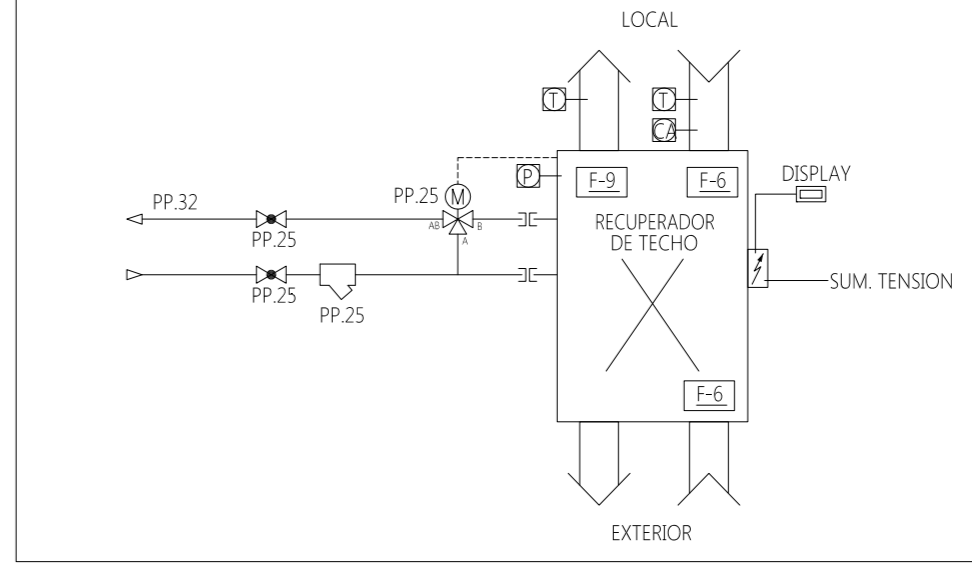 LOCAL
T
T
CA
P
F-9
F-6
DISPLAY
PP.25
M
PP.32
AB
B
A
PP.25
RECUPERADOR
DE TECHO
SUM. TENSION
PP.25
PP.25
F-6
EXTERIOR